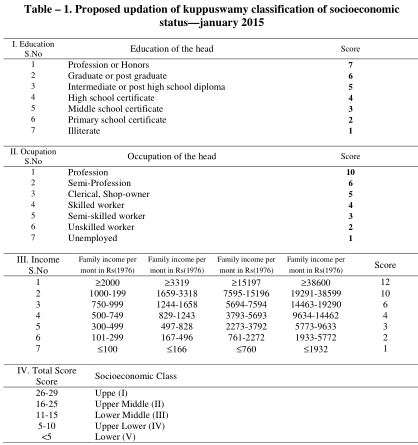 Table – 1. Proposed updation of kuppuswamy classification of socioeconomic
status—january 2015
I. Education S.No Education of the head Score
1 Profession or Honors 7
2 Graduate or post graduate 6
3 Intermediate or post high school diploma 5
4 High school certificate 4
5 Middle school certificate 3
6 Primary school certificate 2
7 Illiterate 1
II. Ocupation S.No Occupation of the head Score
1 Profession 10
2 Semi-Profession 6
3 Clerical, Shop-owner 5
4 Skilled worker 4
5 Semi-skilled worker 3
6 Unskilled worker 2
7 Unemployed 1
III. Income Family income per Family income per Family income per Family income per Score
S.No mont in Rs(1976) mont in Rs(1976) mont in Rs(1976) mont in Rs(1976)
1 ≥2000 ≥3319 ≥15197 ≥38600 12
2 1000-199 1659-3318 7595-15196 19291-38599 10
3 750-999 1244-1658 5694-7594 14463-19290 6
4 500-749 829-1243 3793-5693 9634-14462 4
5 300-499 497-828 2273-3792 5773-9633 3
6 101-299 167-496 761-2272 1933-5772 2
7 ≤100 ≤166 ≤760 ≤1932 1
IV. Total Score
Score Socioeconomic Class
26-29 Uppe (I)
16-25 Upper Middle (II)
11-15 Lower Middle (III)
5-10 Upper Lower (IV)
<5 Lower (V)